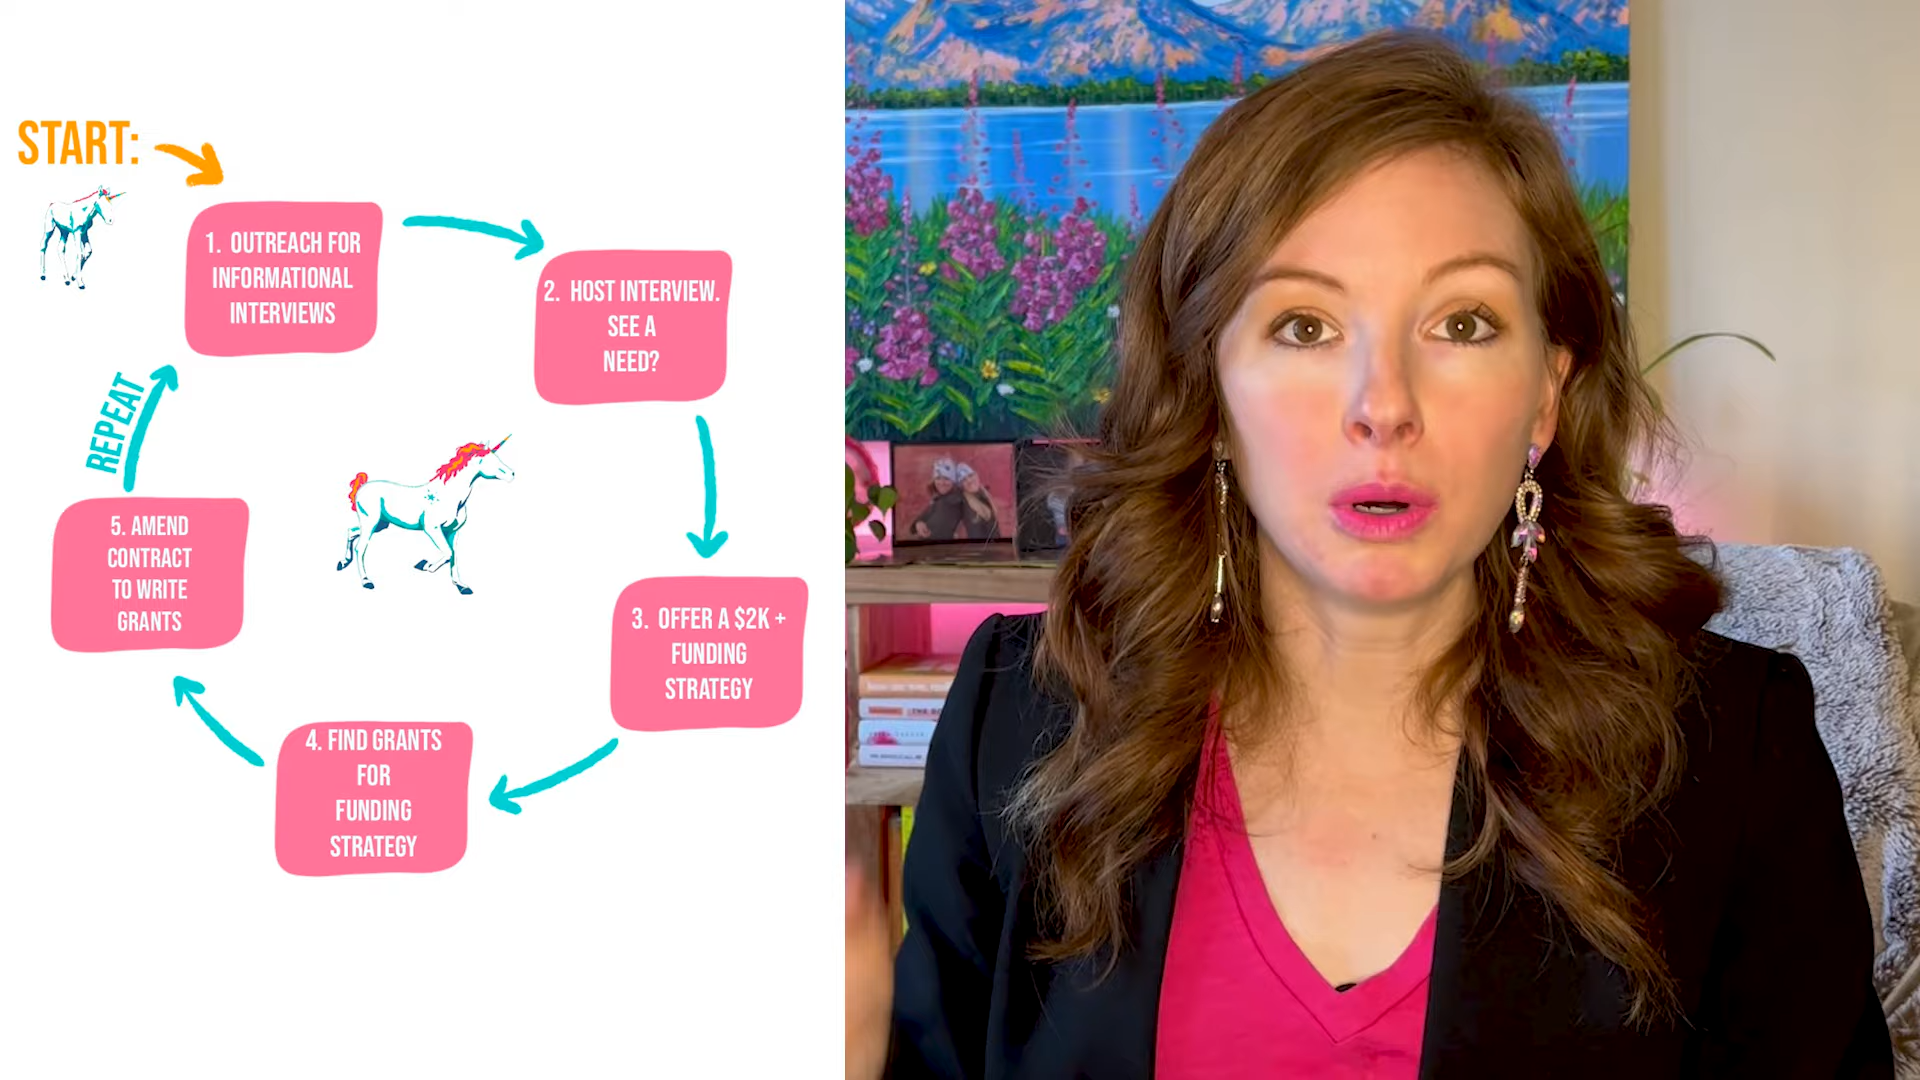 START:
1. OUTREACH FOR
INFORMATIONAL
INTERVIEWS
2. HOST INTERVIEW.
SEE A
NEED?
3. OFFER A $2K +
FUNDING
STRATEGY
4. FIND GRANTS
FOR
FUNDING
STRATEGY
5. AMEND
CONTRACT
TO WRITE
GRANTS
REPEAT